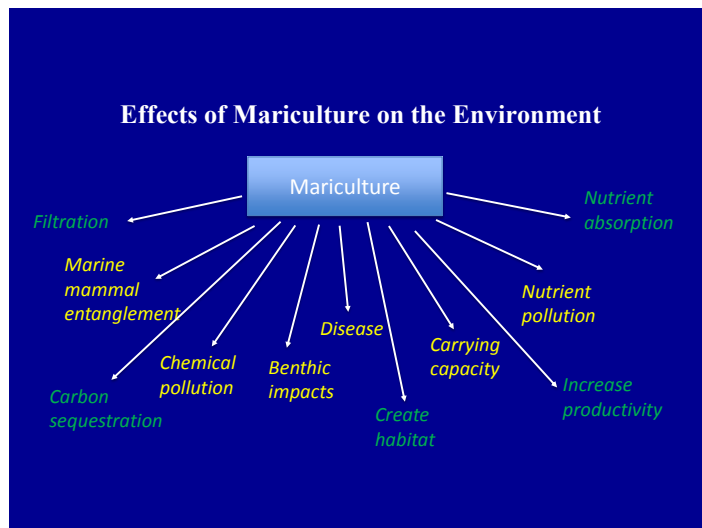 Effects of Mariculture on the Environment
Mariculture
Filtration
Nutrient
absorption
Marine
mammal
entanglement
Nutrient
pollution
Disease
Chemical
pollution
Benthic
impacts
Carrying
capacity
Carbon
sequestration
Create
habitat
Increase
productivity